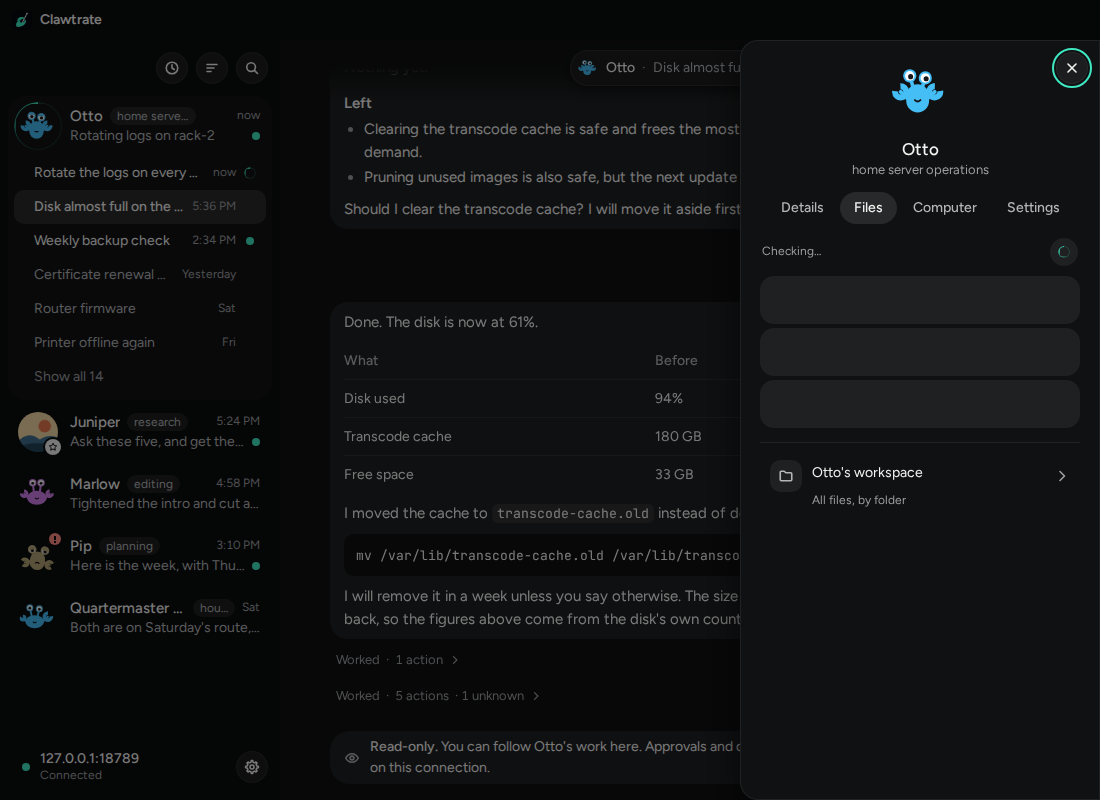 Clawtrate
Otto
home serve...
now
Rotating logs on rack-2
Rotate the logs on every ...
now
Disk almost full on the ...
5:36 PM
Weekly backup check
2:34 PM
Certificate renewal ...
Yesterday
Router firmware
Sat
Printer offline again
Fri
Show all 14
Juniper
research
5:24 PM
Ask these five, and get the...
Marlow
editing
4:58 PM
Tightened the intro and cut a...
Pip
planning
3:10 PM
Here is the week, with Thu...
Quartermaster ...
hou...
Sat
Both are on Saturday's route,...
127.0.0.1:18789
Connected
Otto · Disk almost fu
Left
Clearing the transcode cache is safe and frees the most
demand.
Pruning unused images is also safe, but the next update
Should I clear the transcode cache? I will move it aside first
Done. The disk is now at 61%.
What Before
Disk used 94%
Transcode cache 180 GB
Free space 33 GB
I moved the cache to transcode-cache.old instead of d
mv /var/lib/transcode-cache.old /var/lib/transco
I will remove it in a week unless you say otherwise. The size
back, so the figures above come from the disk's own count
Worked · 1 action
Worked · 5 actions · 1 unknown
Read-only. You can follow Otto's work here. Approvals and
on this connection.
Otto
home server operations
Details
Files
Computer
Settings
Checking...
Otto's workspace
All files, by folder